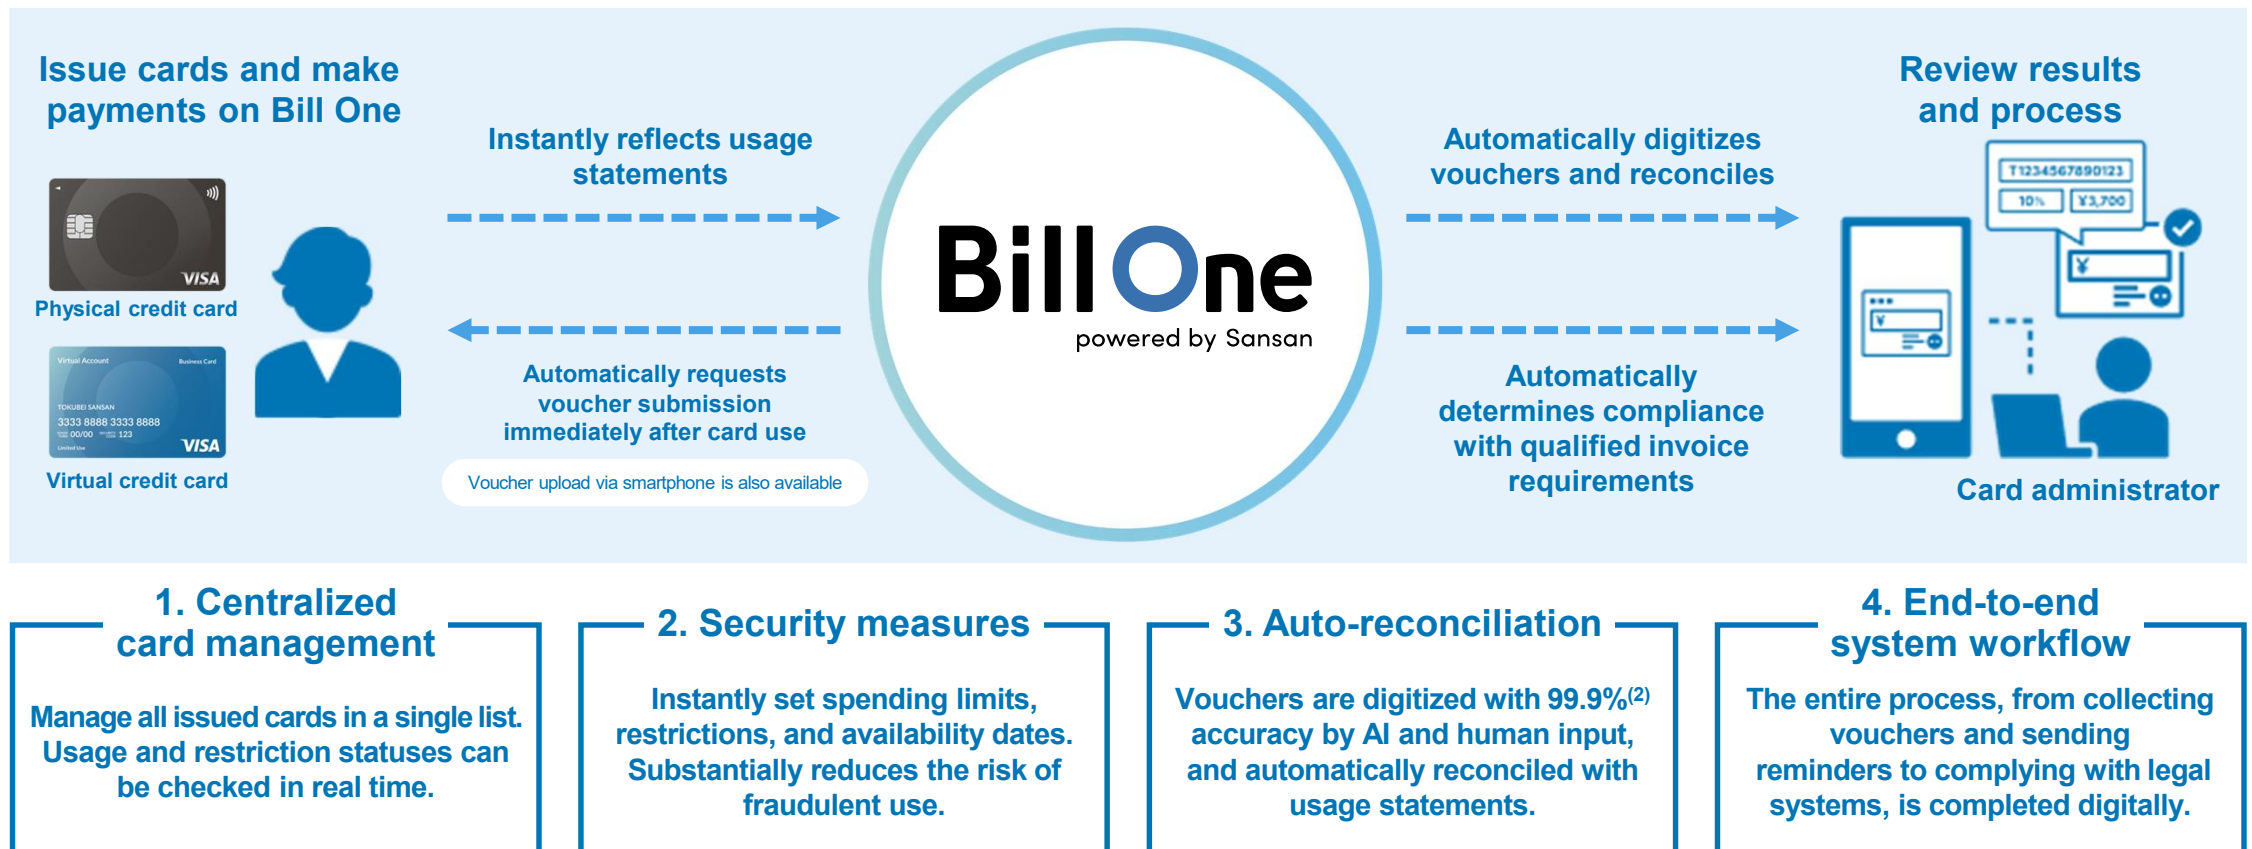 Issue cards and make
payments on Bill One
VISA
Physical credit card
Virtual Account
Business Card
TOKUBEI SANSAN
3333 8888 3333 8888
00/00
123
Limited Use
VISA
Virtual credit card
Instantly reflects usage
statements
Automatically requests
voucher submission
immediately after card use
Voucher upload via smartphone is also available
Bill One
powered by Sansan
Automatically digitizes
vouchers and reconciles
Automatically
determines compliance
with qualified invoice
requirements
Review results
and process
T1234567890123
10%
¥3,700
¥
¥
Card administrator
1. Centralized
card management
Manage all issued cards in a single list.
Usage and restriction statuses can
be checked in real time.
2. Security measures
Instantly set spending limits,
restrictions, and availability dates.
Substantially reduces the risk of
fraudulent use.
3. Auto-reconciliation
Vouchers are digitized with 99.9%(2)
accuracy by AI and human input,
and automatically reconciled with
usage statements.
4. End-to-end
system workflow
The entire process, from collecting
vouchers and sending
reminders to complying with legal
systems, is completed digitally.